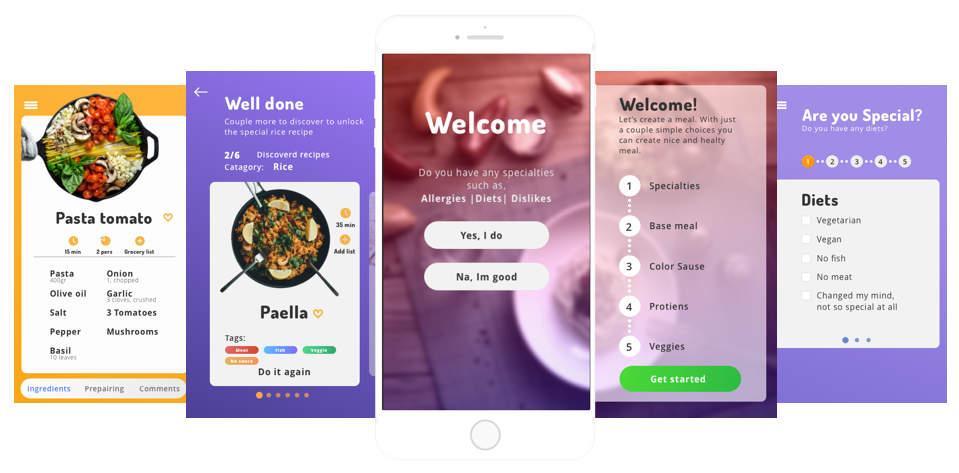 Pasta tomato
15 min
2 pers
Grocery list
Pasta
400gr
Onion
1, chopped
Olive oil
Garlic
3 cloves, crushed
Salt
3 Tomatoes
Pepper
Mushrooms
Basil
10 leaves
Ingredients
Prepairing
Comments
Well done
Couple more to discover to unlock
the special rice recipe
2/6 Discoverd recipes
Catagory: Rice
35 min
Add list
Paella
Tags:
Meat
Fish
Veggie
No sauce
Do it again
Welcome
Do you have any specialties
such as,
Allergies |Diets| Dislikes
Yes, I do
Na, Im good
Welcome!
Let's create a meal. With just
a couple simple choices you
can create nice and healty
meal.
1 Specialties
2 Base meal
3 Color Sause
4 Protiens
5 Veggies
Get started
Are you Special?
Do you have any diets?
1 2 3 4 5
Diets
Vegetarian
Vegan
No fish
No meat
Changed my mind,
not so special at all